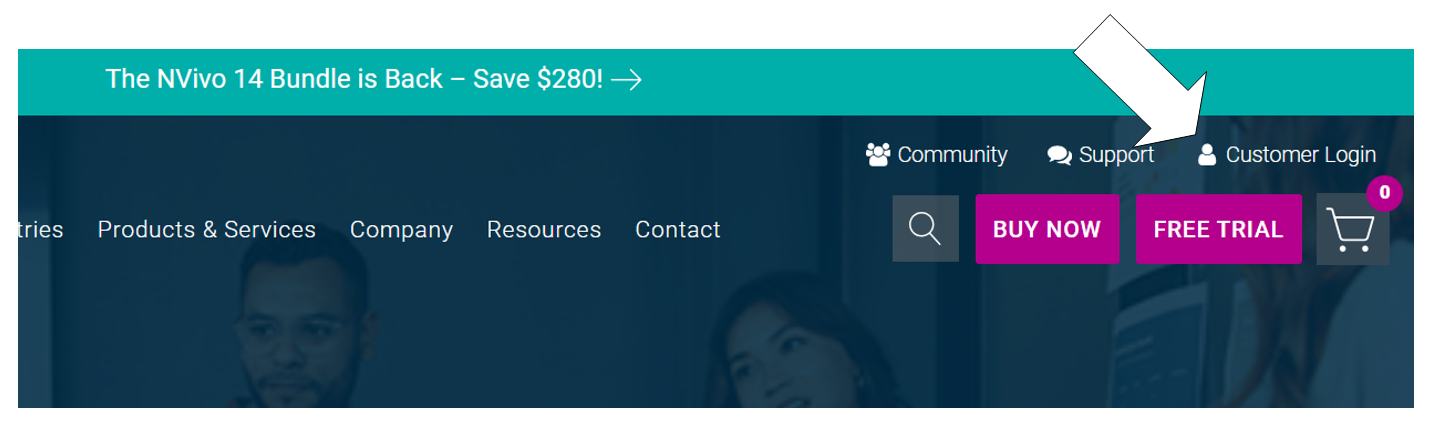 The NVivo 14 Bundle is Back – Save $280! →
Community Support Customer Login
tries Products & Services Company Resources Contact BUY NOW FREE TRIAL 0